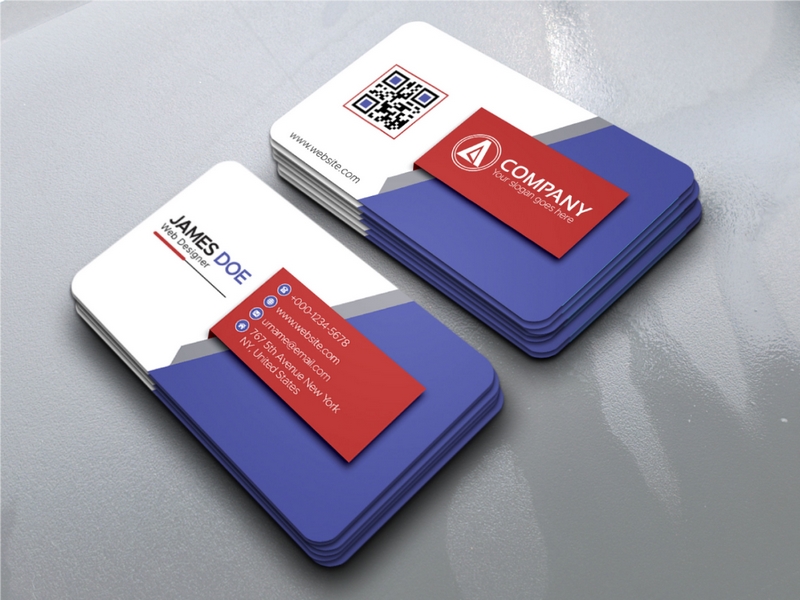 www.website.com
COMPANY
Your slogan goes here
JAMES DOE
Web Designer
+000-1234-5678
www.website.com
urname@email.com
767 5th Avenue New York
NY, United States